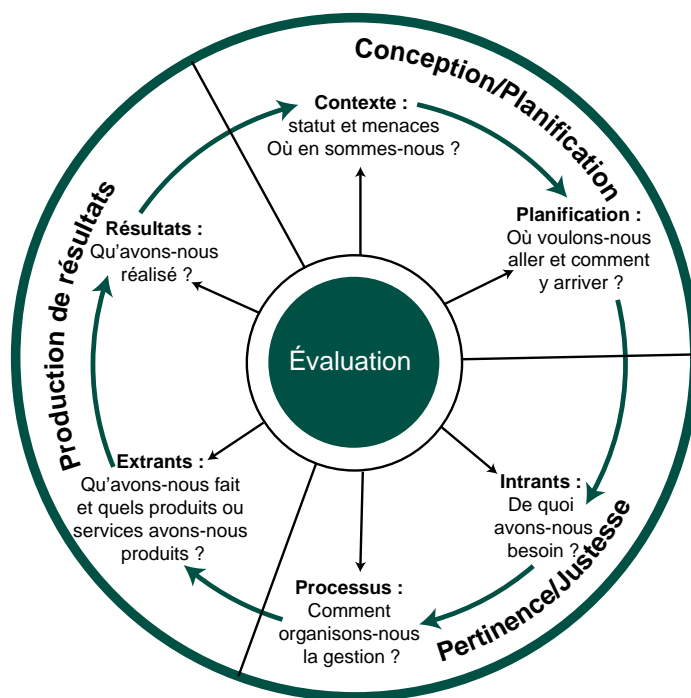 Conception/Planification
Contexte :
statut et menaces
Où en sommes-nous ?
Planification :
Où voulons-nous
aller et comment
y arriver ?
Pertinence/Justesse
Intrants :
De quoi
avons-nous
besoin ?
Processus :
Comment
organisons-nous
la gestion ?
Production de résultats
Extrants :
Qu'avons-nous fait
et quels produits ou
services avons-nous
produits ?
Résultats :
Qu'avons-nous
réalisé ?
Évaluation